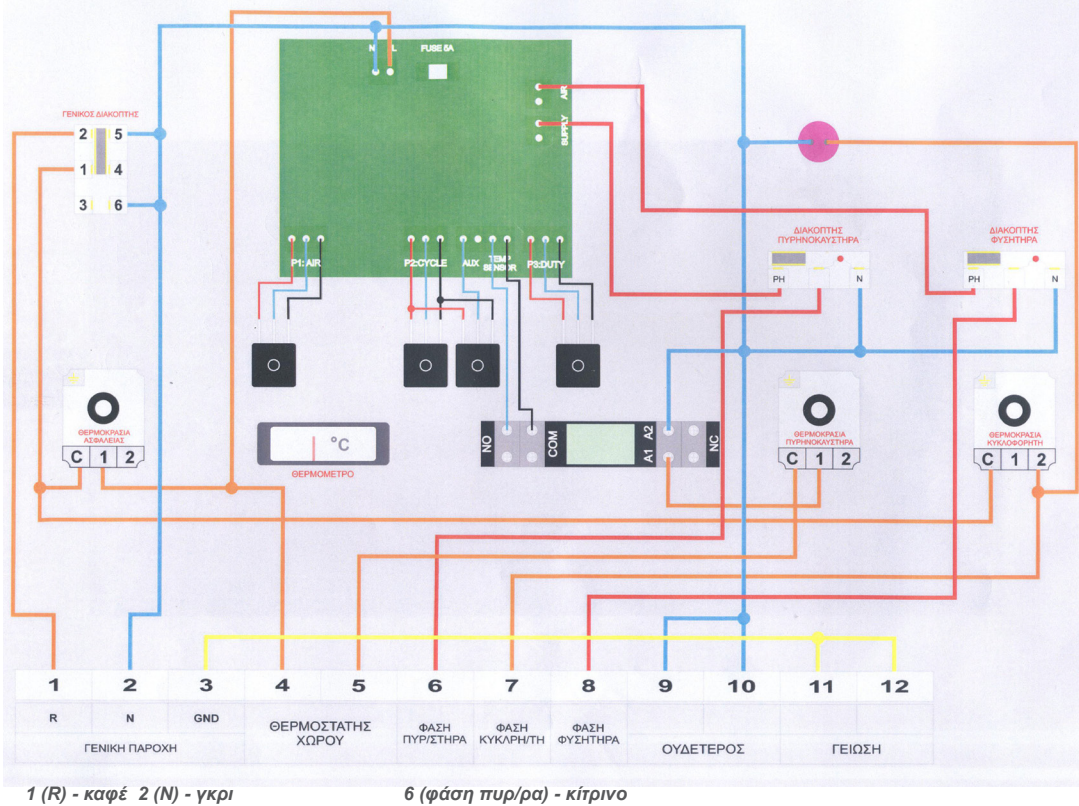 N L FUSE 5A
AIR
SUPPLY
ΓΕΝΙΚΟΣ ΔΙΑΚΟΠΤΗΣ
2 5
1 4
3 6
ΔΙΑΚΟΠΤΗΣ
ΠΥΡΗΝΟΚΑΥΣΤΗΡΑ
PH N
ΔΙΑΚΟΠΤΗΣ
ΦΥΣΗΤΗΡΑ
PH N
P1: AIR P2:CYCLE AUX TEMP SENSOR P3:DUTY
ΘΕΡΜΟΚΡΑΣΙΑ
ΑΣΦΑΛΕΙΑΣ
C 1 2
°C
ΘΕΡΜΟΜΕΤΡΟ
NO COM A1 A2 NC
ΘΕΡΜΟΚΡΑΣΙΑ
ΠΥΡΗΝΟΚΑΥΣΤΗΡΑ
C 1 2
ΘΕΡΜΟΚΡΑΣΙΑ
ΚΥΚΛΟΦΟΡΗΤΗ
C 1 2
1 2 3 4 5 6 7 8 9 10 11 12
R N GND
ΓΕΝΙΚΗ ΠΑΡΟΧΗ
ΘΕΡΜΟΣΤΑΤΗΣ
ΧΩΡΟΥ
ΦΑΣΗ
ΠΥΡ/ΣΤΗΡΑ
ΦΑΣΗ
ΚΥΚΛΡΗ/ΤΗ
ΦΑΣΗ
ΦΥΣΗΤΗΡΑ
ΟΥΔΕΤΕΡΟΣ
ΓΕΙΩΣΗ
1 (R) - καφέ 2 (N) - γκρι 6 (φάση πυρ/ρα) - κίτρινο